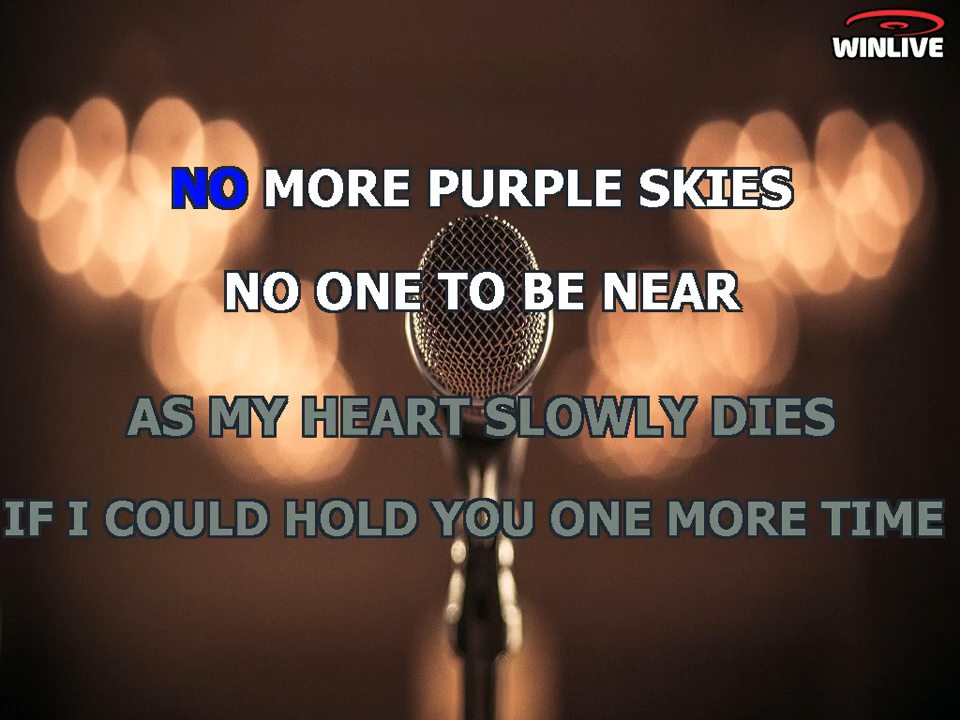 WINLIVE
NO MORE PURPLE SKIES
NO ONE TO BE NEAR
AS MY HEART SLOWLY DIES
IF I COULD HOLD YOU ONE MORE TIME